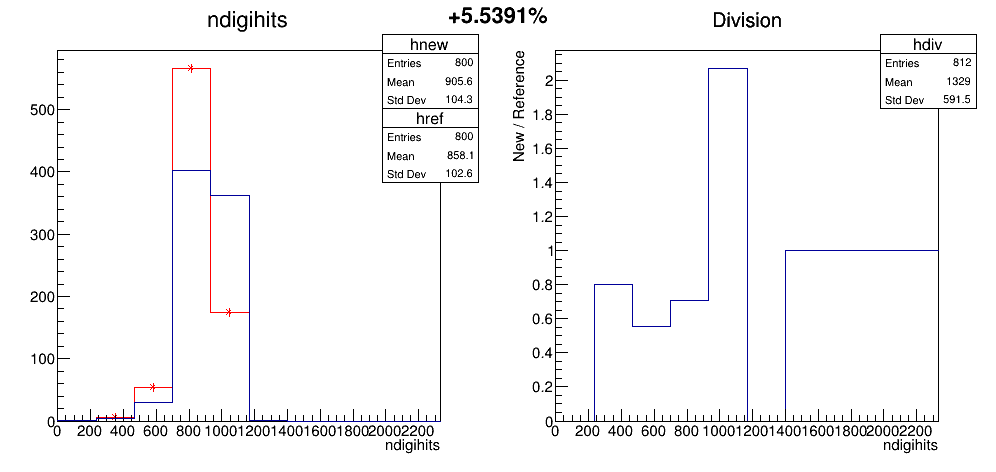 +5.5391%
ndigihits
hnew
Entries 800
Mean 905.6
Std Dev 104.3
href
Entries 800
Mean 858.1
Std Dev 102.6
500
400
300
200
100
0
0 200 400 600 800 1000 1200 1400 1600 1800 2000 2200
ndigihits
Division
hdiv
Entries 812
Mean 1329
Std Dev 591.5
New / Reference
2
1.8
1.6
1.4
1.2
1
0.8
0.6
0.4
0.2
0
0 200 400 600 800 1000 1200 1400 1600 1800 2000 2200
ndigihits